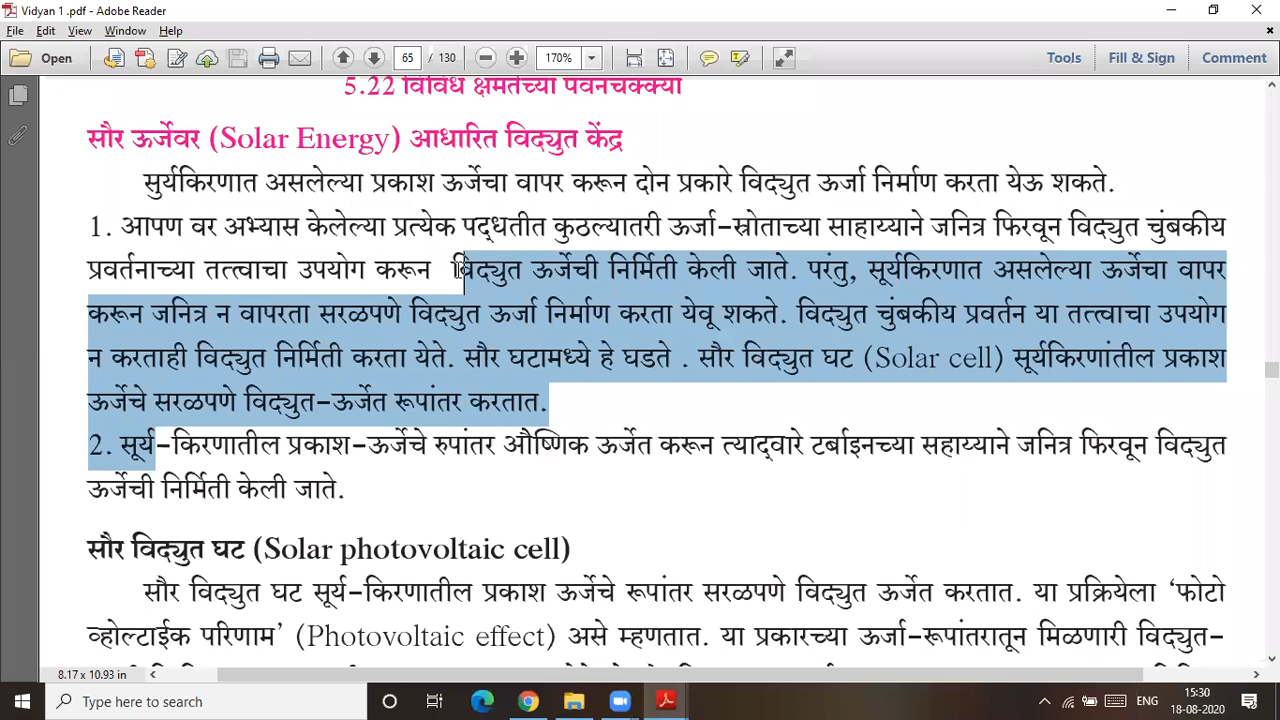 Vidyan 1 .pdf - Adobe Reader
File Edit View Window Help
Open 65 / 130 170% Tools Fill & Sign Comment
5.22 विविध क्षमतेच्या पवनचक्क्या
सौर ऊर्जेवर (Solar Energy) आधारित विद्युत केंद्र
सुर्यकिरणात असलेल्या प्रकाश ऊर्जेचा वापर करून दोन प्रकारे विद्युत ऊर्जा निर्माण करता येऊ शकते.
1. आपण वर अभ्यास केलेल्या प्रत्येक पद्धतीत कुठल्यातरी ऊर्जा-स्रोताच्या साहाय्याने जनित्र फिरवून विद्युत चुंबकीय
प्रवर्तनाच्या तत्त्वाचा उपयोग करून विद्युत ऊर्जेची निर्मिती केली जाते. परंतु, सूर्यकिरणात असलेल्या ऊर्जेचा वापर
करून जनित्र न वापरता सरळपणे विद्युत ऊर्जा निर्माण करता येवू शकते. विद्युत चुंबकीय प्रवर्तन या तत्त्वाचा उपयोग
न करताही विद्युत निर्मिती करता येते. सौर घटामध्ये हे घडते . सौर विद्युत घट (Solar cell) सूर्यकिरणांतील प्रकाश
ऊर्जेचे सरळपणे विद्युत-ऊर्जेत रूपांतर करतात.
2. सूर्य-किरणातील प्रकाश-ऊर्जेचे रुपांतर औष्णिक ऊर्जेत करून त्याद्वारे टर्बाइनच्या सहाय्याने जनित्र फिरवून विद्युत
ऊर्जेची निर्मिती केली जाते.
सौर विद्युत घट (Solar photovoltaic cell)
सौर विद्युत घट सूर्य-किरणातील प्रकाश ऊर्जेचे रूपांतर सरळपणे विद्युत ऊर्जेत करतात. या प्रक्रियेला ‘फोटो
व्होल्टाईक परिणाम’ (Photovoltaic effect) असे म्हणतात. या प्रकारच्या ऊर्जा-रूपांतरातून मिळणारी विद्युत-
8.17 x 10.93 in
Type here to search
ENG
15:30
18-08-2020